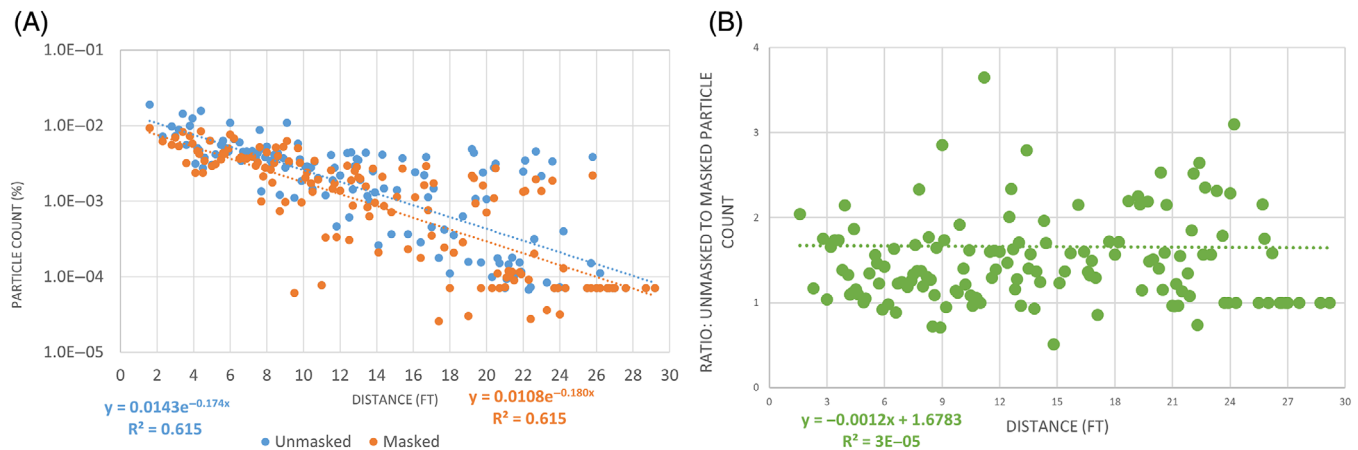 (A)
PARTICLE COUNT (%)
1.0E−01
1.0E−02
1.0E−03
1.0E−04
1.0E−05
0 2 4 6 8 10 12 14 16 18 20 22 24 26 28 30
DISTANCE (FT)
y = 0.0143e−0.174x
R² = 0.615
y = 0.0108e−0.180x
R² = 0.615
Unmasked Masked
(B)
RATIO: UNMASKED TO MASKED PARTICLE
COUNT
4
3
2
1
0
0 3 6 9 12 15 18 21 24 27 30
DISTANCE (FT)
y = −0.0012x + 1.6783
R² = 3E−05